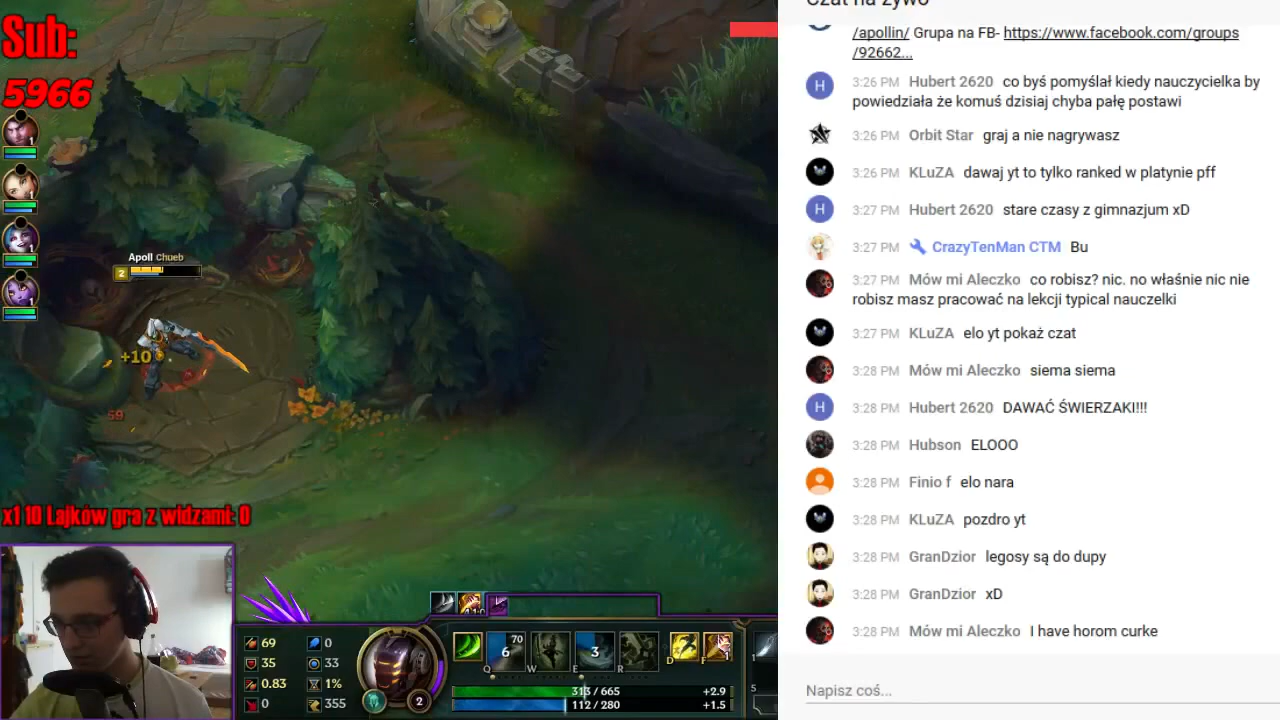 Sub:
5966
1
1
1
1
Apoll Chueb
2
+10
59
x1 10 Lajków gra z widzami: 0
69 0
35 33
0.83 1%
0 355
2
70
6 3
Q W E R D F
313 / 665 +2.9
112 / 280 +1.5
1
5
Czat na żywo
/apollin/ Grupa na FB- https://www.facebook.com/groups
/92662...
H 3:26 PM Hubert 2620 co byś pomyślał kiedy nauczycielka by
powiedziała że komuś dzisiaj chyba pałę postawi
3:26 PM Orbit Star graj a nie nagrywasz
3:26 PM KLuZA dawaj yt to tylko ranked w platynie pff
H 3:27 PM Hubert 2620 stare czasy z gimnazjum xD
3:27 PM CrazyTenMan CTM Bu
3:27 PM Mów mi Aleczko co robisz? nic. no właśnie nic nie
robisz masz pracować na lekcji typical nauczelki
3:27 PM KLuZA elo yt pokaż czat
3:28 PM Mów mi Aleczko siema siema
H 3:28 PM Hubert 2620 DAWAĆ ŚWIERZAKI!!!
3:28 PM Hubson ELOOO
3:28 PM Finio f elo nara
3:28 PM KLuZA pozdro yt
3:28 PM GranDzior legosy są do dupy
3:28 PM GranDzior xD
3:28 PM Mów mi Aleczko I have horom curke
Napisz coś...